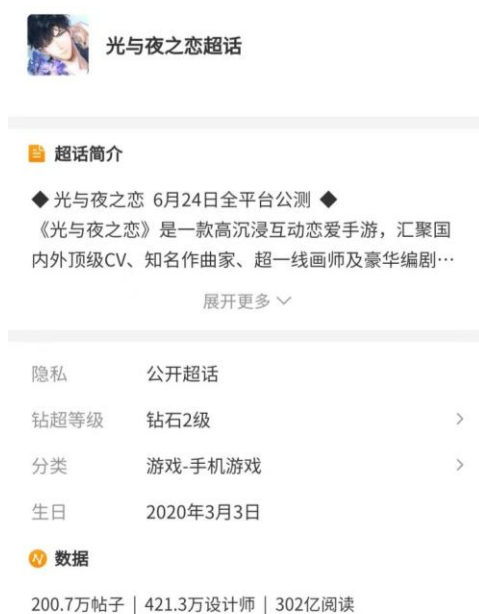 光与夜之恋超话
超话简介
◆ 光与夜之恋 6月24日全平台公测 ◆
《光与夜之恋》是一款高沉浸互动恋爱手游，汇聚国
内外顶级CV、知名作曲家、超一线画师及豪华编剧…
展开更多
隐私 公开超话
钻超等级 钻石2级
分类 游戏-手机游戏
生日 2020年3月3日
数据
200.7万帖子 | 421.3万设计师 | 302亿阅读